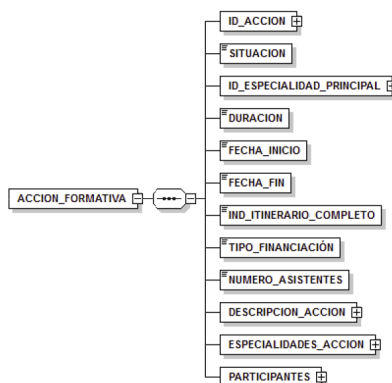 ID_ACCION
SITUACION
ID_ESPECIALIDAD_PRINCIPAL
DURACION
FECHA_INICIO
FECHA_FIN
ACCION_FORMATIVA
IND_ITINERARIO_COMPLETO
TIPO_FINANCIACIÓN
NUMERO_ASISTENTES
DESCRIPCION_ACCION
ESPECIALIDADES_ACCION
PARTICIPANTES